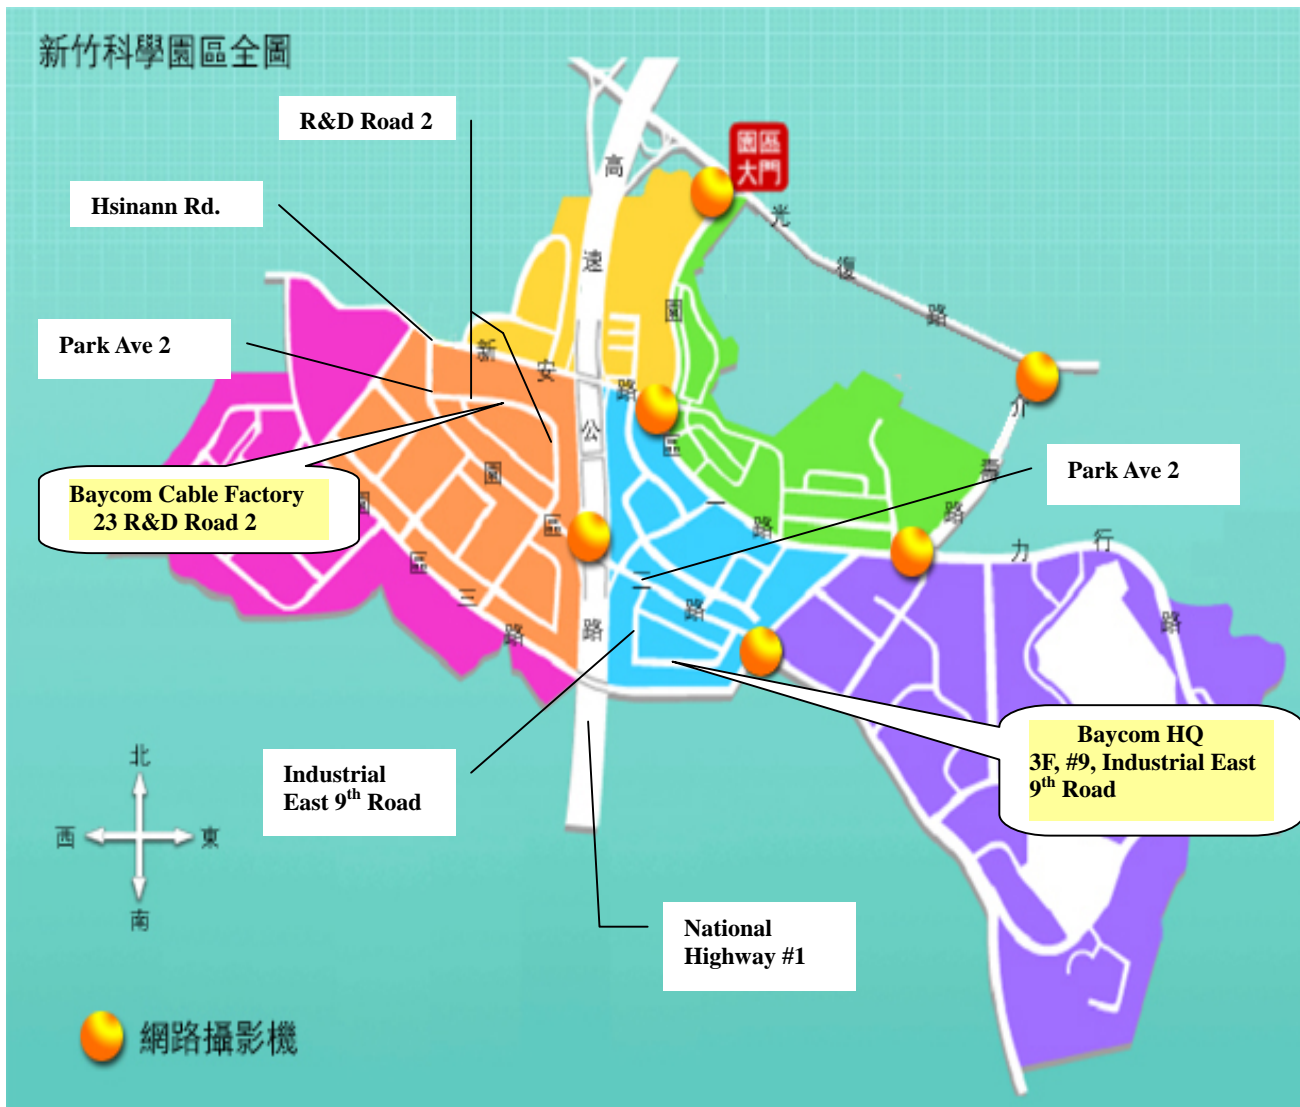 新竹科學園區全圖
R&D Road 2
園區
大門
Hsinann Rd.
高速公路
光復路
Park Ave 2
新安路
園區一路
介壽路
Park Ave 2
Baycom Cable Factory
23 R&D Road 2
園區二路
園區三路
力行路
Baycom HQ
3F, #9, Industrial East
9th Road
Industrial
East 9th Road
北
西
東
南
National
Highway #1
網路攝影機